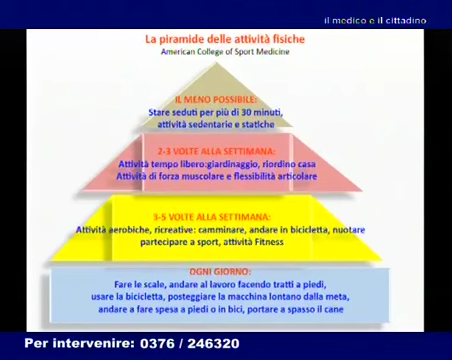 il medico e il cittadino
La piramide delle attività fisiche
American College of Sport Medicine
IL MENO POSSIBILE:
Stare seduti per più di 30 minuti,
attività sedentarie e statiche
2-3 VOLTE ALLA SETTIMANA:
Attività tempo libero:giardinaggio, riordino casa
Attività di forza muscolare e flessibilità articolare
3-5 VOLTE ALLA SETTIMANA:
Attività aerobiche, ricreative: camminare, andare in bicicletta, nuotare
partecipare a sport, attività Fitness
OGNI GIORNO:
Fare le scale, andare al lavoro facendo tratti a piedi,
usare la bicicletta, posteggiare la macchina lontano dalla meta,
andare a fare spesa a piedi o in bici, portare a spasso il cane
Per intervenire: 0376 / 246320